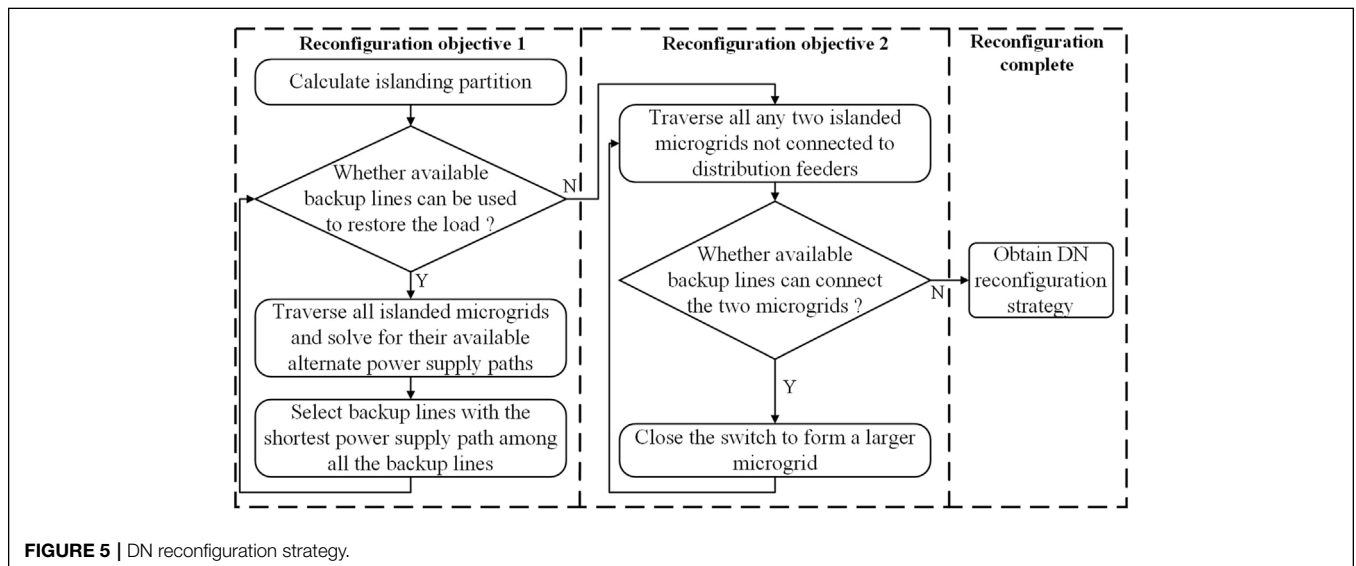 Reconfiguration objective 1
Calculate islanding partition
Whether available
backup lines can be used
to restore the load ?
N
Y
Traverse all islanded microgrids
and solve for their available
alternate power supply paths
Select backup lines with the
shortest power supply path among
all the backup lines
Reconfiguration objective 2
Traverse all any two islanded
microgrids not connected to
distribution feeders
Whether available
backup lines can connect
the two microgrids ?
N
Y
Close the switch to form a larger
microgrid
Reconfiguration
complete
Obtain DN
reconfiguration
strategy
FIGURE 5 | DN reconfiguration strategy.